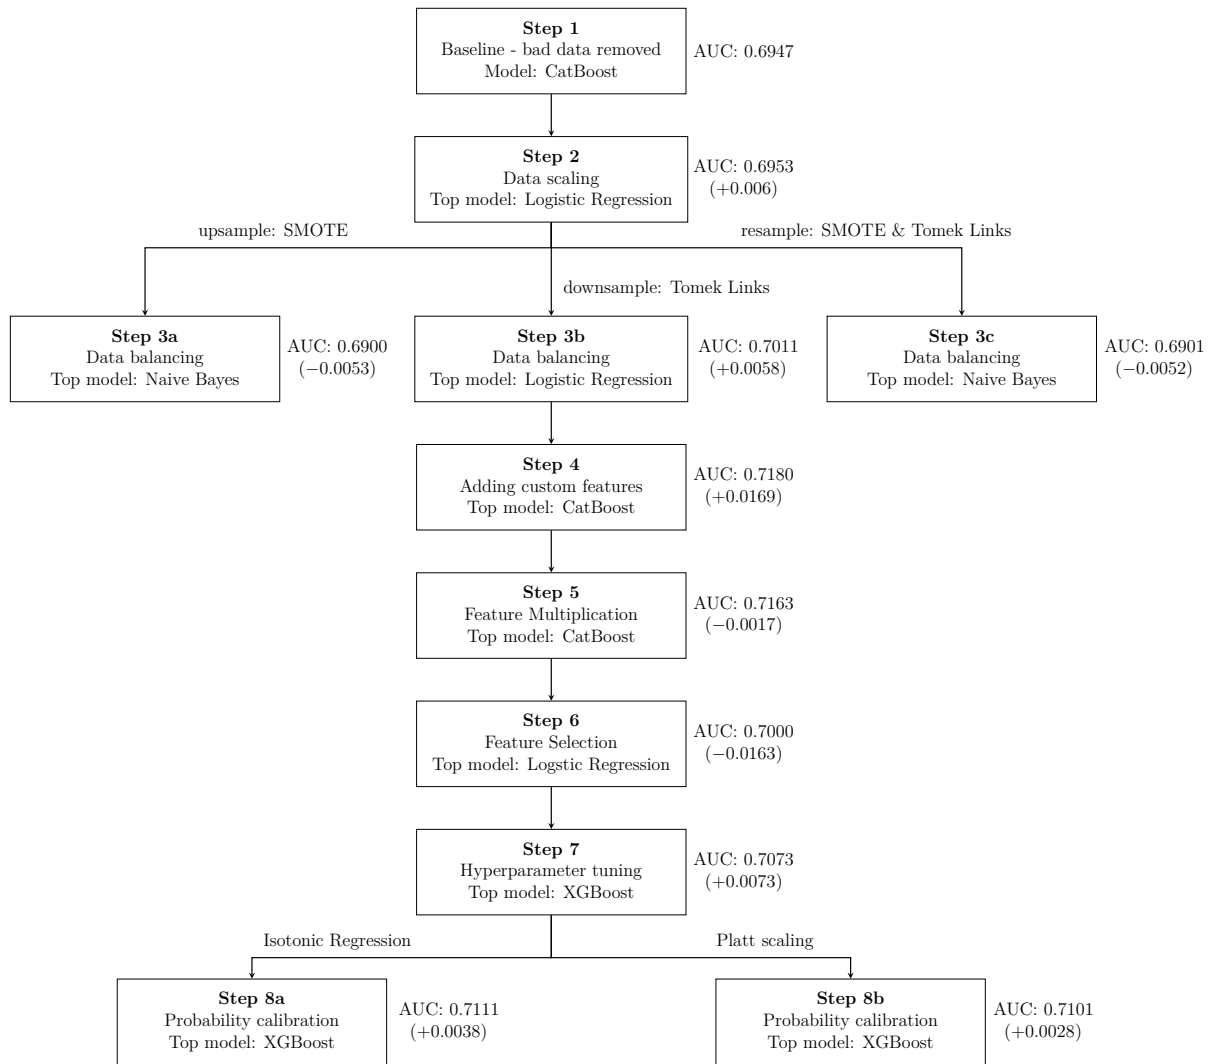 Step 1
Baseline - bad data removed
Model: CatBoost
AUC: 0.6947
Step 2
Data scaling
Top model: Logistic Regression
AUC: 0.6953
(+0.006)
upsample: SMOTE
resample: SMOTE & Tomek Links
downsample: Tomek Links
Step 3a
Data balancing
Top model: Naive Bayes
AUC: 0.6900
(−0.0053)
Step 3b
Data balancing
Top model: Logistic Regression
AUC: 0.7011
(+0.0058)
Step 3c
Data balancing
Top model: Naive Bayes
AUC: 0.6901
(−0.0052)
Step 4
Adding custom features
Top model: CatBoost
AUC: 0.7180
(+0.0169)
Step 5
Feature Multiplication
Top model: CatBoost
AUC: 0.7163
(−0.0017)
Step 6
Feature Selection
Top model: Logstic Regression
AUC: 0.7000
(−0.0163)
Step 7
Hyperparameter tuning
Top model: XGBoost
AUC: 0.7073
(+0.0073)
Isotonic Regression
Platt scaling
Step 8a
Probability calibration
Top model: XGBoost
AUC: 0.7111
(+0.0038)
Step 8b
Probability calibration
Top model: XGBoost
AUC: 0.7101
(+0.0028)